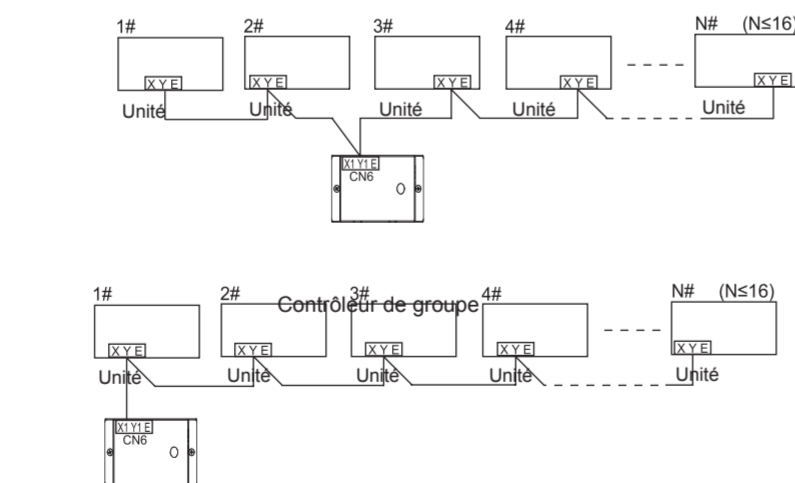 1# 2# 3# 4# N# (N≤16)
X Y E X Y E X Y E X Y E X Y E
Unité Unité Unité Unité Unité
X1 Y1 E
CN6
1# 2# 3# 4# N# (N≤16)
Contrôleur de groupe
X Y E X Y E X Y E X Y E X Y E
Unité Unité Unité Unité Unité
X1 Y1 E
CN6